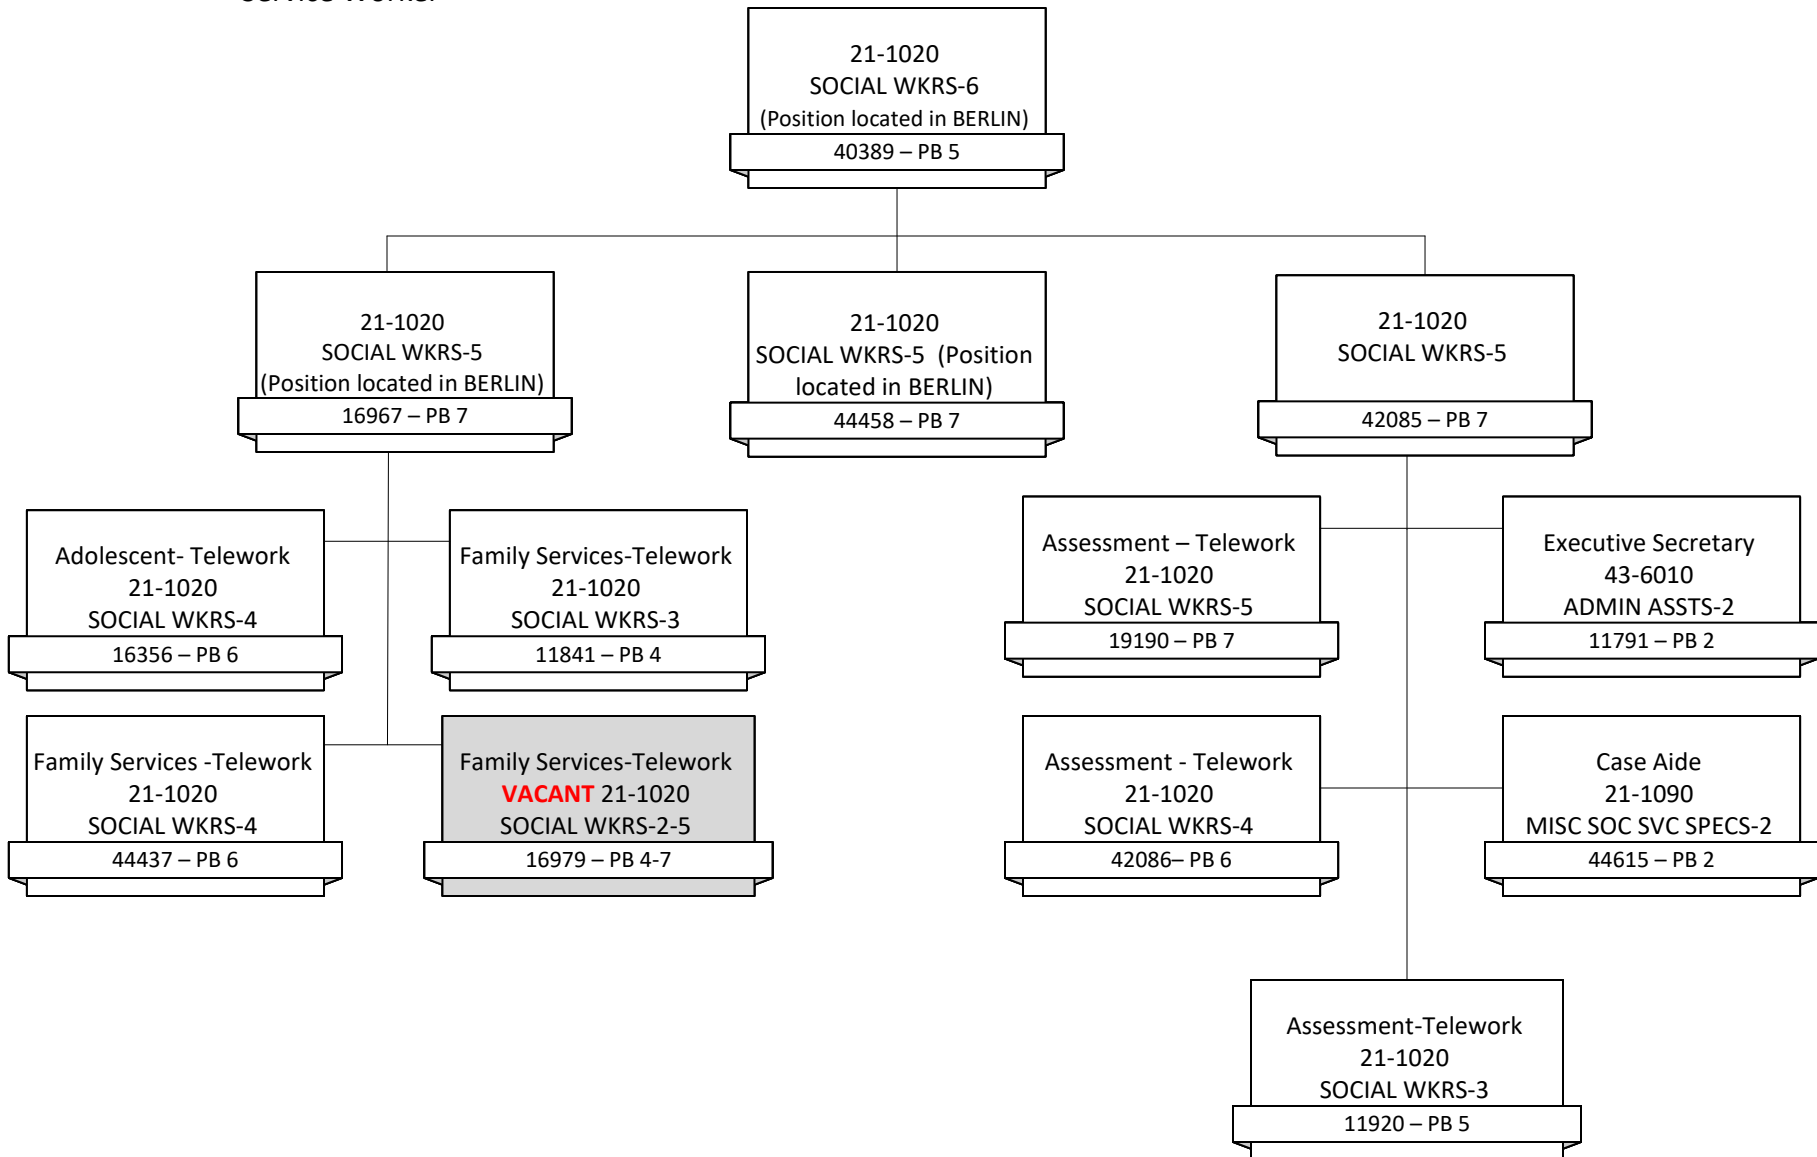 Service Worker
21-1020
SOCIAL WKRS-6
(Position located in BERLIN)
40389 – PB 5
21-1020
SOCIAL WKRS-5
(Position located in BERLIN)
16967 – PB 7
21-1020
SOCIAL WKRS-5 (Position
located in BERLIN)
44458 – PB 7
21-1020
SOCIAL WKRS-5
42085 – PB 7
Adolescent- Telework
21-1020
SOCIAL WKRS-4
16356 – PB 6
Family Services-Telework
21-1020
SOCIAL WKRS-3
11841 – PB 4
Assessment – Telework
21-1020
SOCIAL WKRS-5
19190 – PB 7
Executive Secretary
43-6010
ADMIN ASSTS-2
11791 – PB 2
Family Services -Telework
21-1020
SOCIAL WKRS-4
44437 – PB 6
Family Services-Telework
VACANT 21-1020
SOCIAL WKRS-2-5
16979 – PB 4-7
Assessment - Telework
21-1020
SOCIAL WKRS-4
42086– PB 6
Case Aide
21-1090
MISC SOC SVC SPECS-2
44615 – PB 2
Assessment-Telework
21-1020
SOCIAL WKRS-3
11920 – PB 5